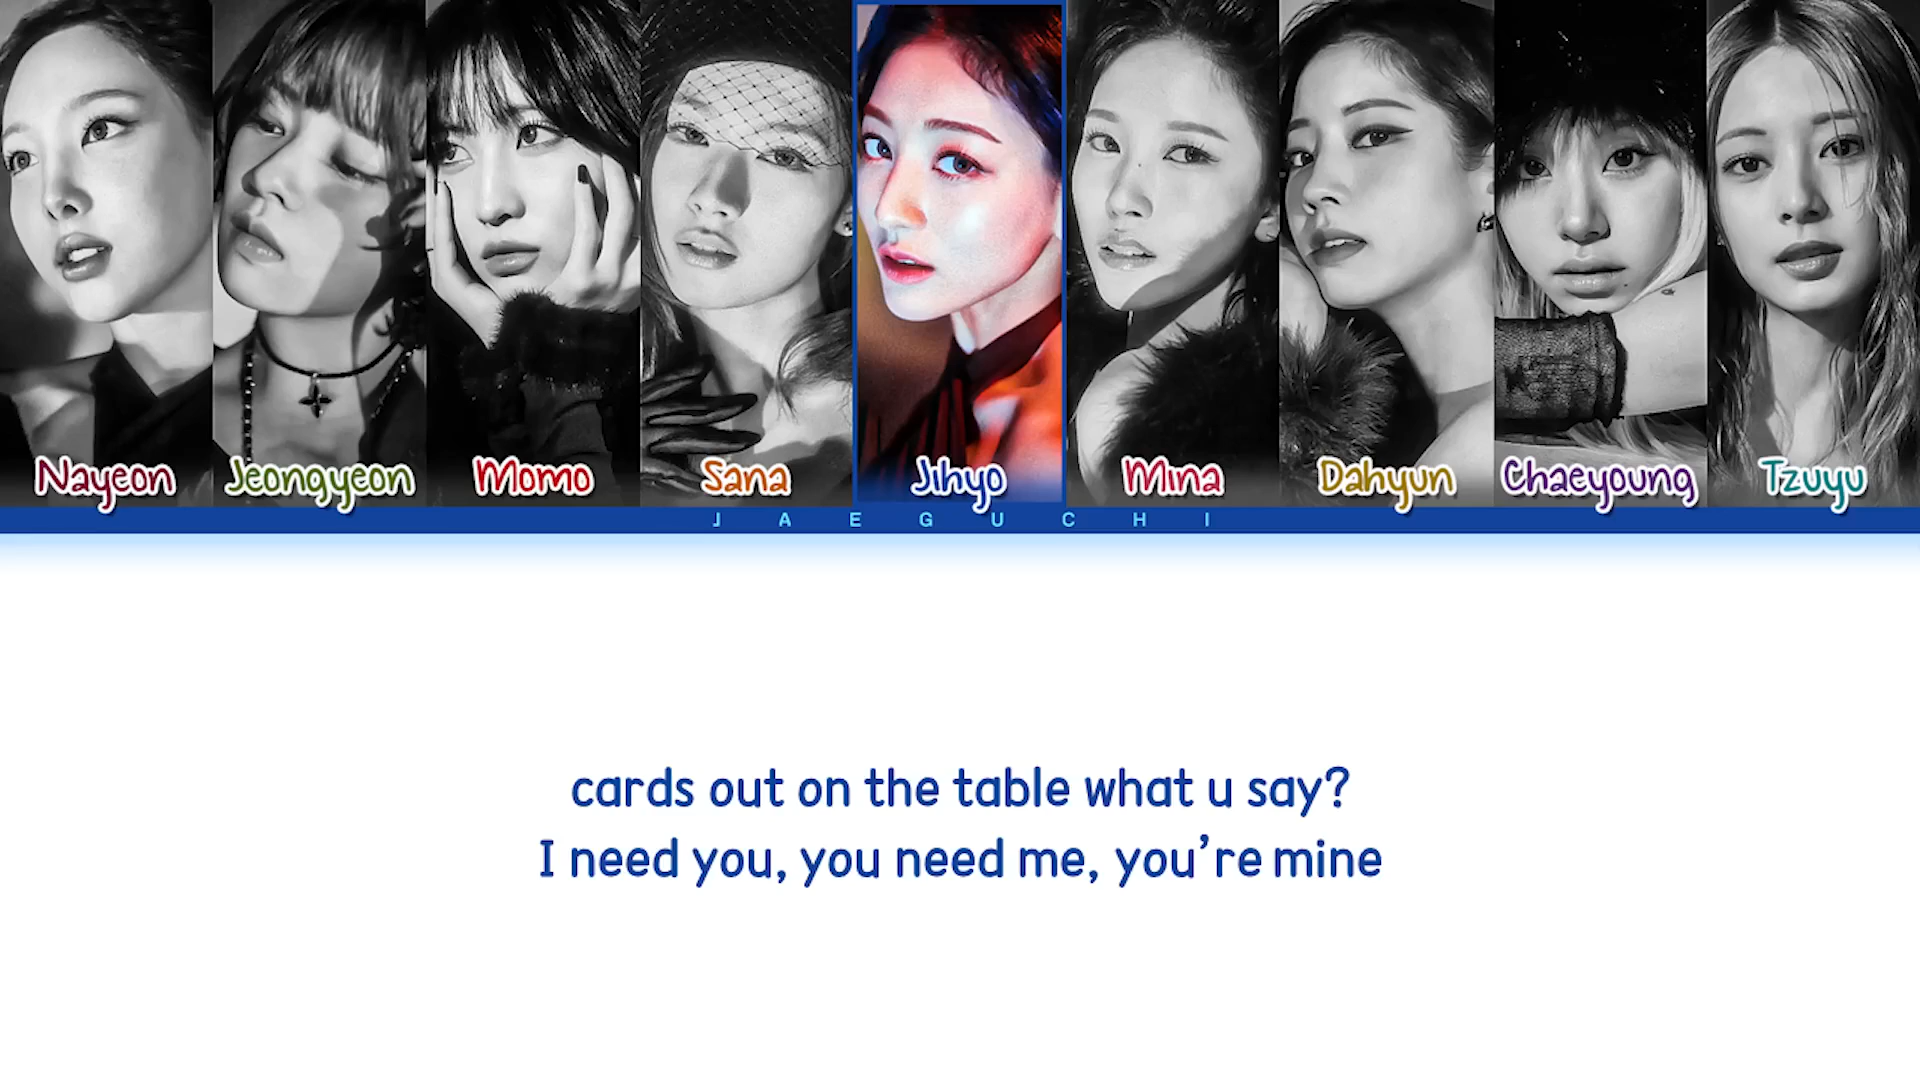 Nayeon Jeongyeon Momo Sana Jihyo Mina Dahyun Chaeyoung Tzuyu
JAEGUCHI
cards out on the table what u say?
I need you, you need me, you're mine